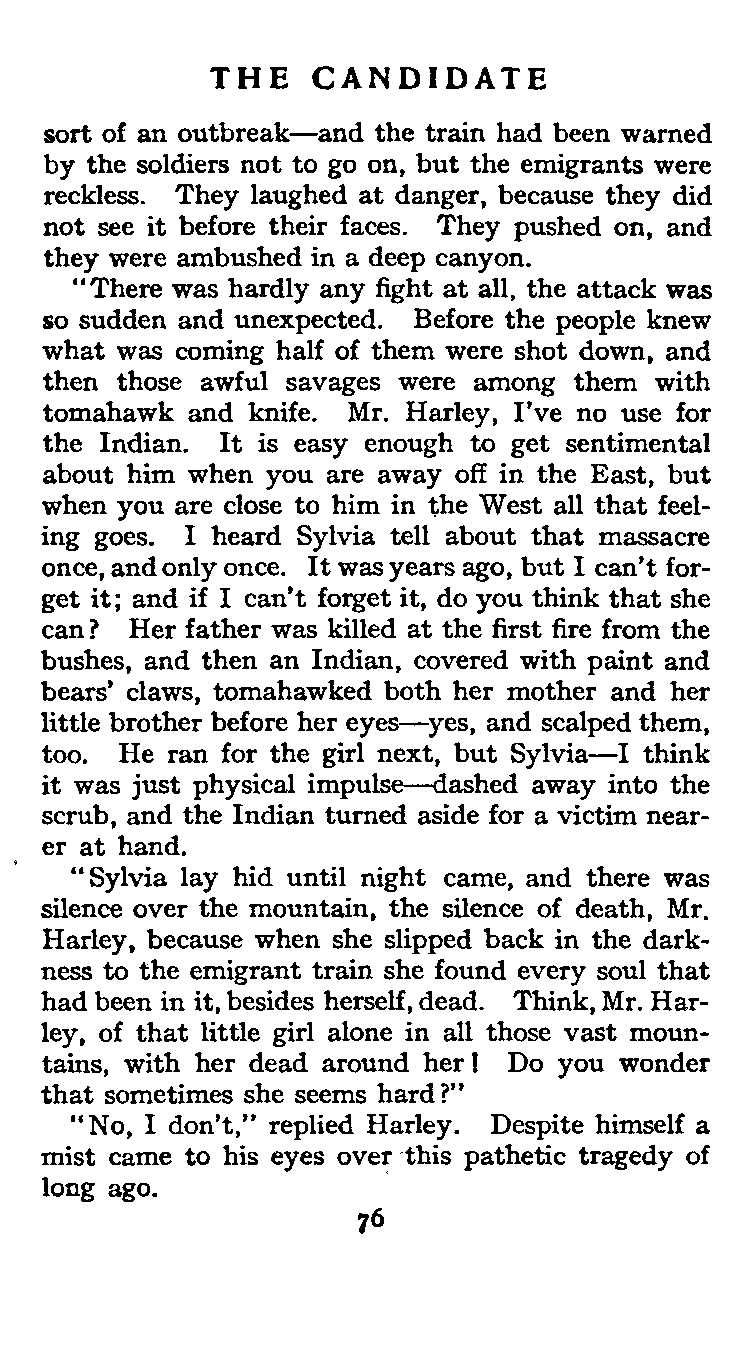 THE CANDIDATE
sort of an outbreak—and the train had been warned
by the soldiers not to go on, but the emigrants were
reckless. They laughed at danger, because they did
not see it before their faces. They pushed on, and
they were ambushed in a deep canyon.
"There was hardly any fight at all, the attack was
so sudden and unexpected. Before the people knew
what was coming half of them were shot down, and
then those awful savages were among them with
tomahawk and knife. Mr. Harley, I've no use for
the Indian. It is easy enough to get sentimental
about him when you are away off in the East, but
when you are close to him in the West all that feel-
ing goes. I heard Sylvia tell about that massacre
once, and only once. It was years ago, but I can't for-
get it; and if I can't forget it, do you think that she
can? Her father was killed at the first fire from the
bushes, and then an Indian, covered with paint and
bears' claws, tomahawked both her mother and her
little brother before her eyes—yes, and scalped them,
too. He ran for the girl next, but Sylvia—I think
it was just physical impulse—dashed away into the
scrub, and the Indian turned aside for a victim near-
er at hand.
"Sylvia lay hid until night came, and there was
silence over the mountain, the silence of death, Mr.
Harley, because when she slipped back in the dark-
ness to the emigrant train she found every soul that
had been in it, besides herself, dead. Think, Mr. Har-
ley, of that little girl alone in all those vast moun-
tains, with her dead around her! Do you wonder
that sometimes she seems hard?"
"No, I don't," replied Harley. Despite himself a
mist came to his eyes over this pathetic tragedy of
long ago.
76